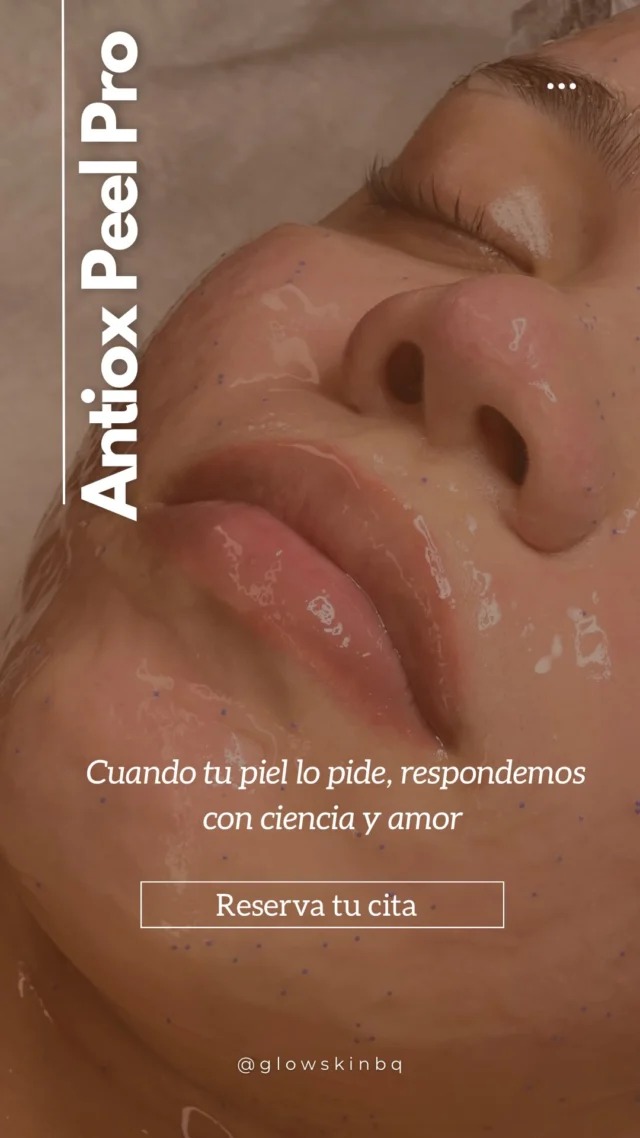 Antiox Peel Pro
Cuando tu piel lo pide, respondemos
con ciencia y amor
Reserva tu cita
@glowskinbq